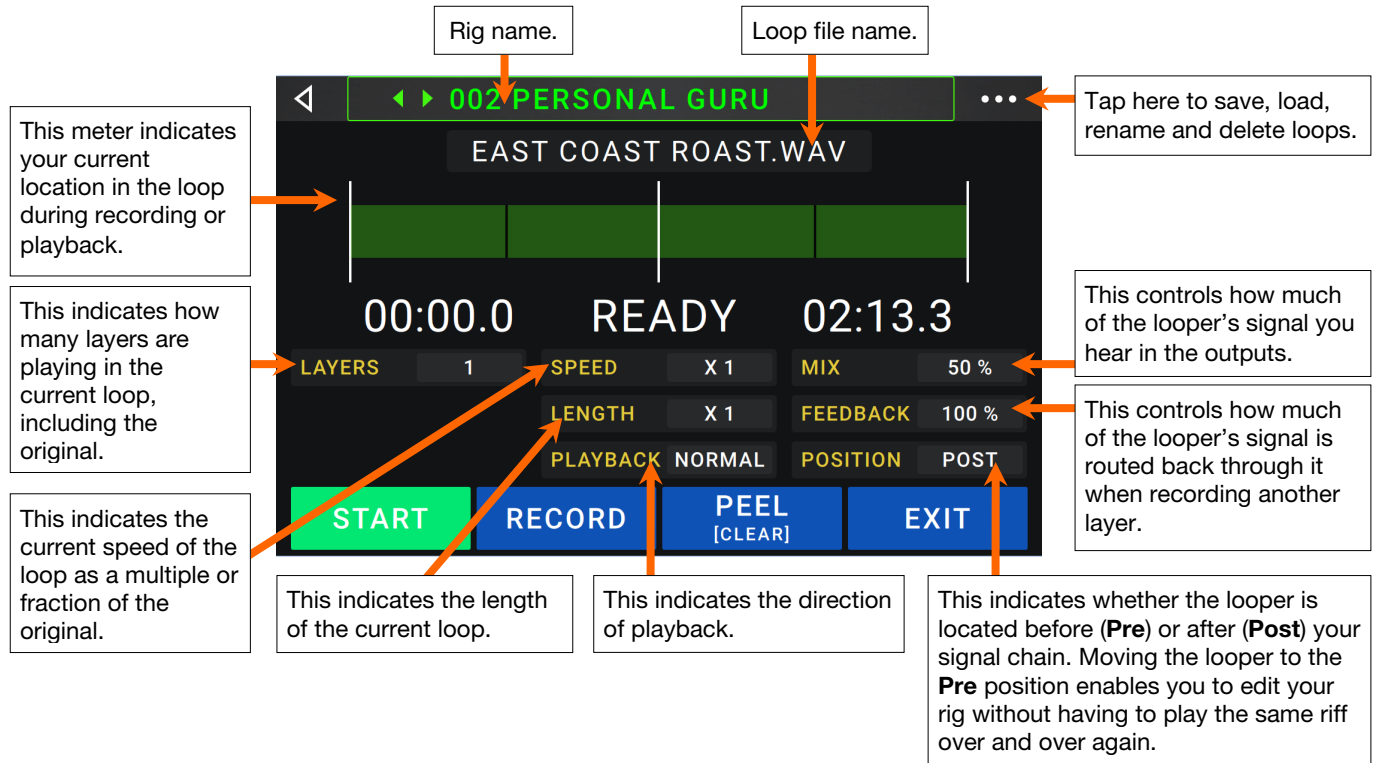 Rig name.
Loop file name.
002 PERSONAL GURU
Tap here to save, load,
rename and delete loops.
This meter indicates
your current
location in the loop
during recording or
playback.
EAST COAST ROAST.WAV
00:00.0 READY 02:13.3
This indicates how
many layers are
playing in the
current loop,
including the
original.
This controls how much
of the looper’s signal you
hear in the outputs.
LAYERS 1 SPEED X 1 MIX 50 %
LENGTH X 1 FEEDBACK 100 %
PLAYBACK NORMAL POSITION POST
This controls how much
of the looper’s signal is
routed back through it
when recording another
layer.
START RECORD PEEL EXIT
[CLEAR]
This indicates the
current speed of the
loop as a multiple or
fraction of the
original.
This indicates the length
of the current loop.
This indicates the direction
of playback.
This indicates whether the looper is
located before (Pre) or after (Post) your
signal chain. Moving the looper to the
Pre position enables you to edit your
rig without having to play the same riff
over and over again.